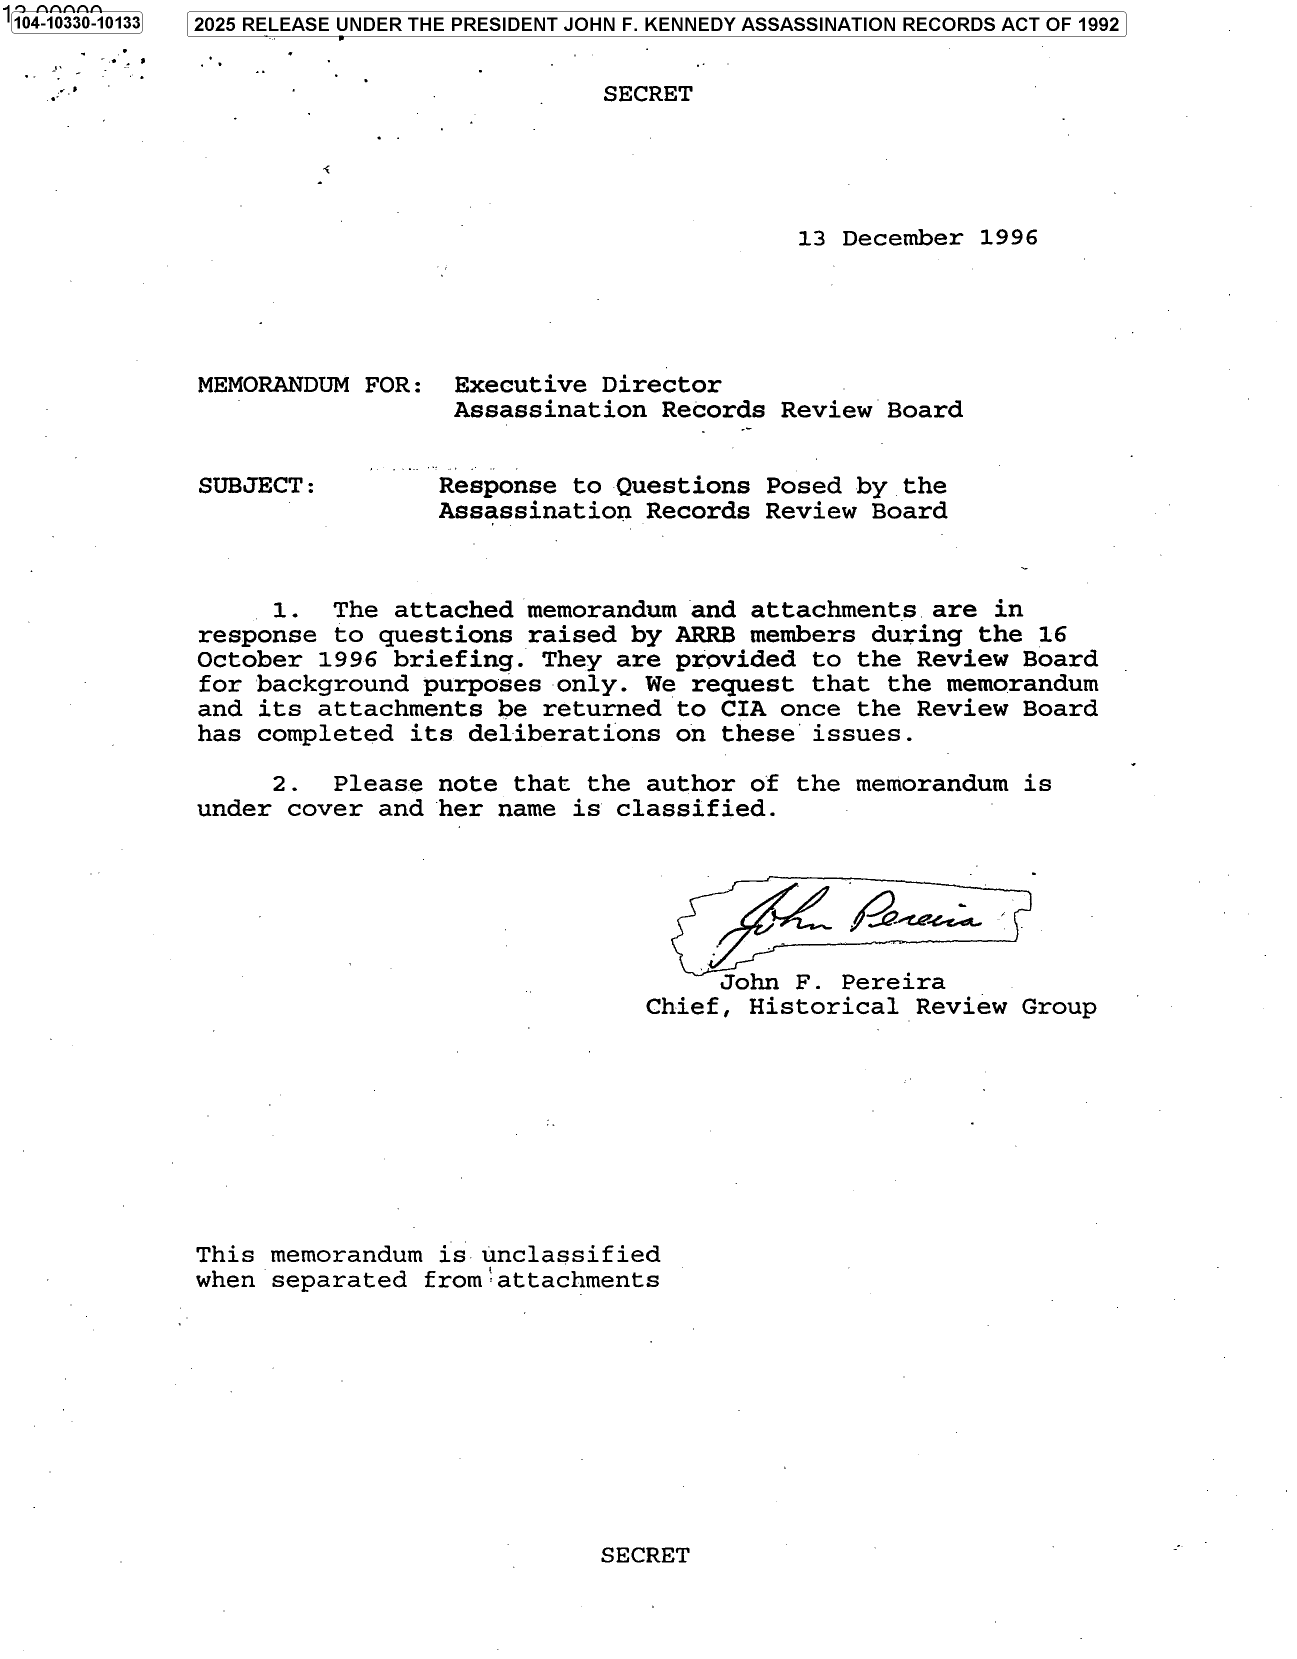 104-10330-10133
2025 RELEASE UNDER THE PRESIDENT JOHN F. KENNEDY ASSASSINATION RECORDS ACT OF 1992
SECRET
13 December 1996
MEMORANDUM FOR: Executive Director
Assassination Records Review Board
SUBJECT: Response to Questions Posed by the
Assassination Records Review Board
1. The attached memorandum and attachments are in
response to questions raised by ARRB members during the 16
October 1996 briefing. They are provided to the Review Board
for background purposes only. We request that the memorandum
and its attachments be returned to CIA once the Review Board
has completed its deliberations on these issues.
2. Please note that the author of the memorandum is
under cover and her name is classified.
John Pereira
John F. Pereira
Chief, Historical Review Group
This memorandum is unclassified
when separated from attachments
SECRET